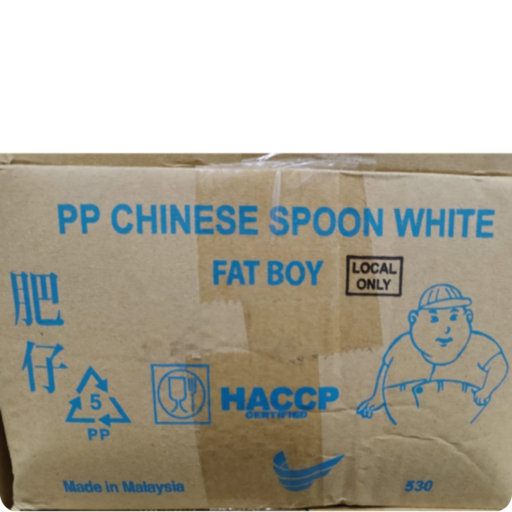 PP CHINESE SPOON WHITE
FAT BOY
LOCAL
ONLY
肥
仔
5
PP
HACCP
CERTIFIED
Made in Malaysia
530